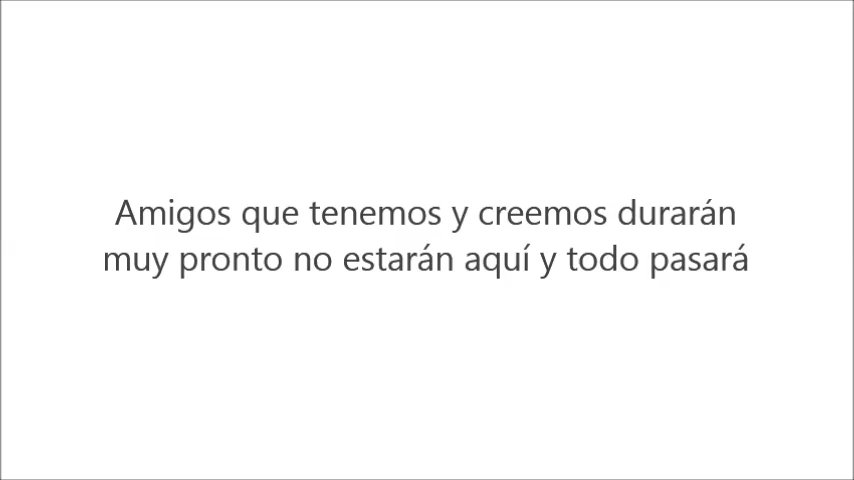 Amigos que tenemos y creemos durarán
muy pronto no estarán aquí y todo pasará